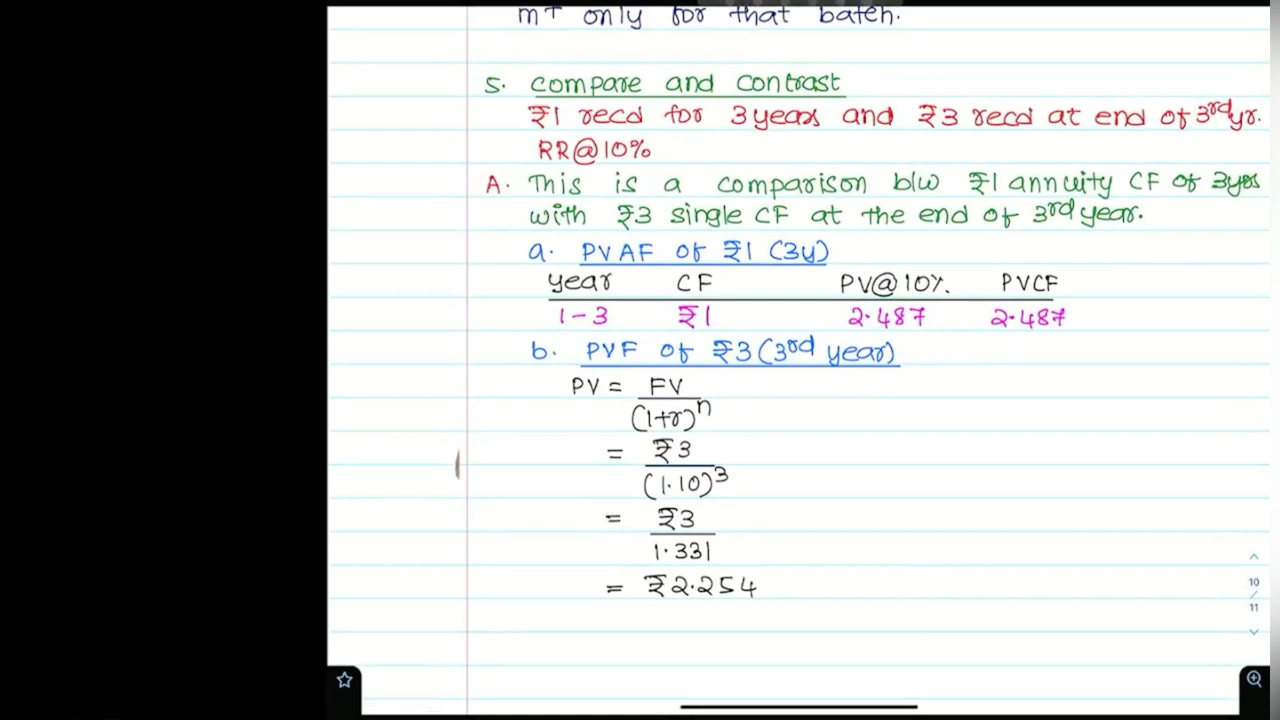 mt only for that batch.
5. Compare and Contrast
₹1 recd for 3 years and ₹3 recd at end of 3rd yr.
RR@10%
A. This is a comparison b/w ₹1 annuity CF of 3yrs
with ₹3 single CF at the end of 3rd year.
a. PVAF of ₹1 (3y)
year CF PV@10%. PVCF
1-3 ₹1 2.487 2.487
b. PVF of ₹3 (3rd year)
PV = FV
(1+r)^n
= ₹3
(1.10)^3
= ₹3
1.331
= ₹2.254
10
/
11